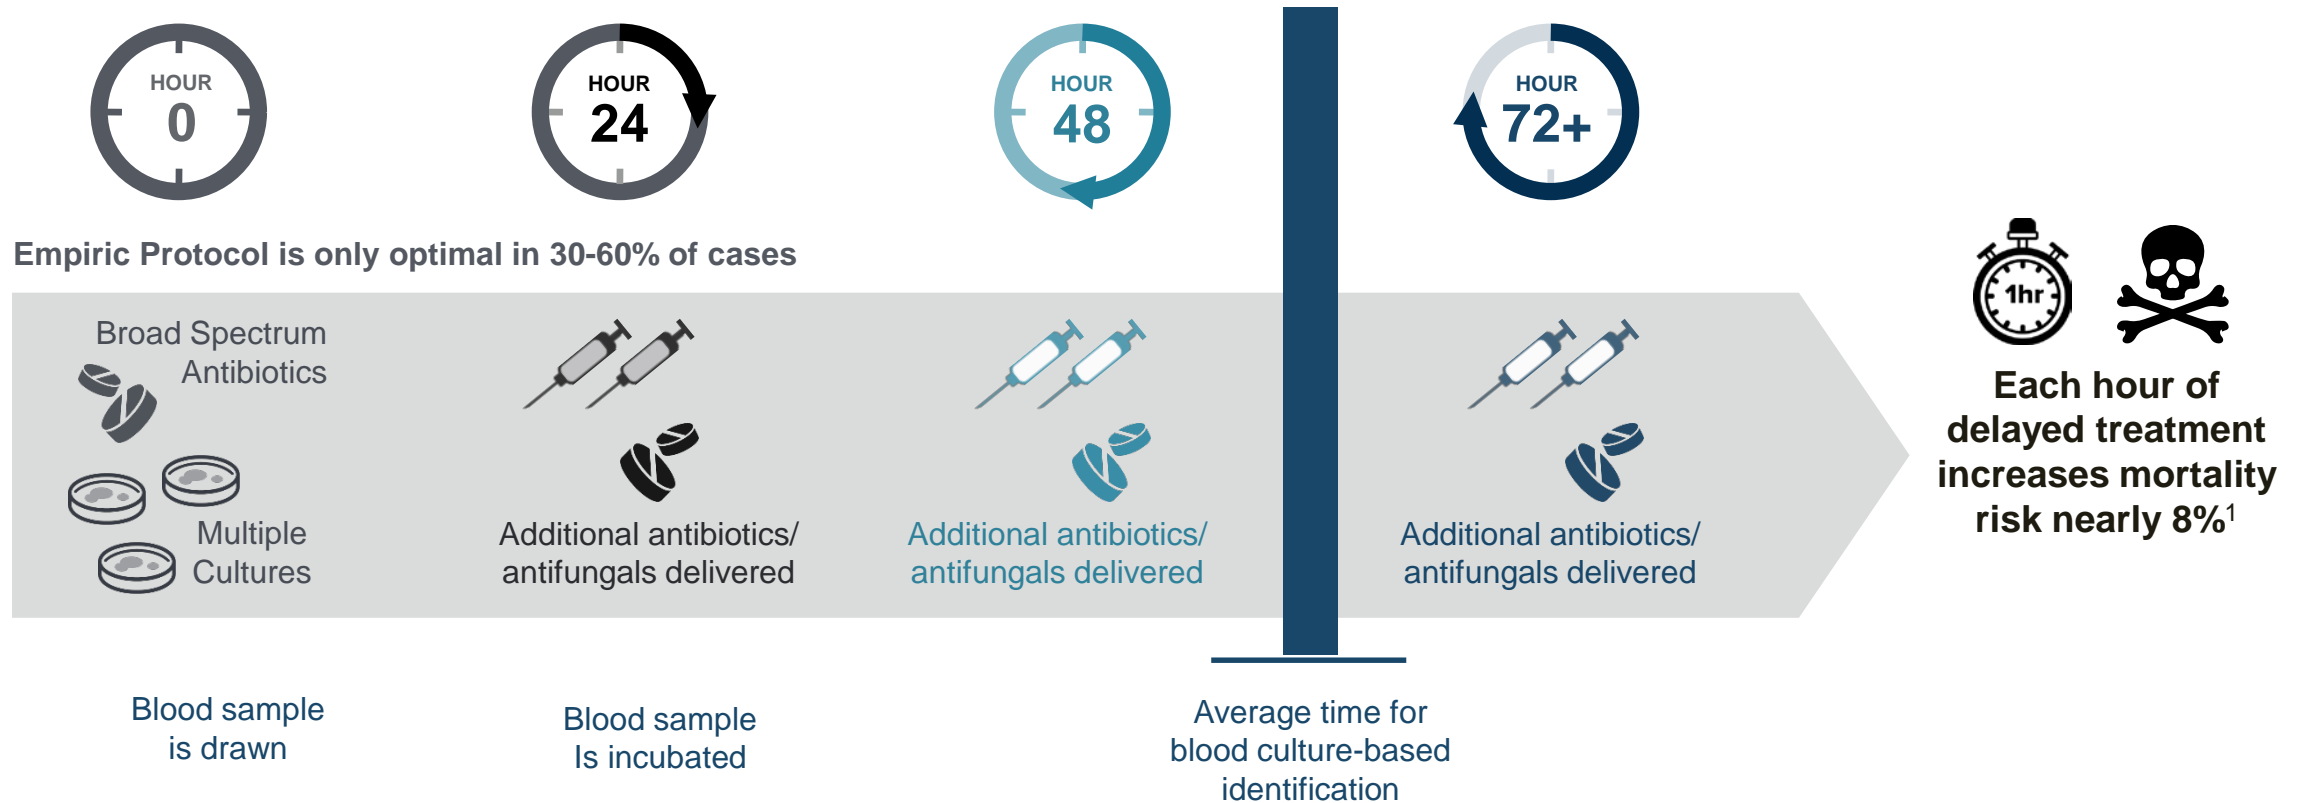 HOUR
0
HOUR
24
HOUR
48
HOUR
72+
Empiric Protocol is only optimal in 30-60% of cases
Broad Spectrum
Antibiotics
Multiple
Cultures
Additional antibiotics/
antifungals delivered
Additional antibiotics/
antifungals delivered
Additional antibiotics/
antifungals delivered
1hr
Each hour of
delayed treatment
increases mortality
risk nearly 8%¹
Blood sample
is drawn
Blood sample
Is incubated
Average time for
blood culture-based
identification